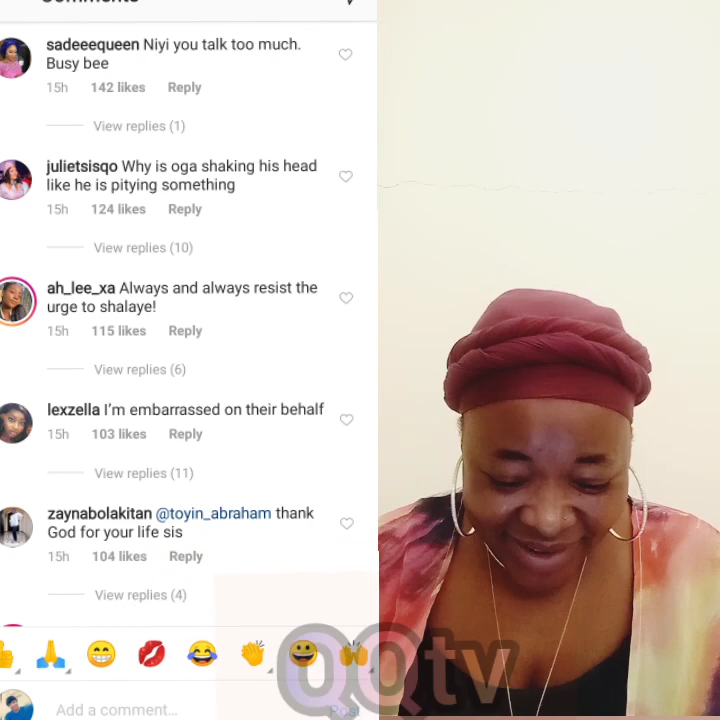 Comments
sadeeequeen Niyi you talk too much.
Busy bee
15h 142 likes Reply
View replies (1)
julietsisqo Why is oga shaking his head
like he is pitying something
15h 124 likes Reply
View replies (10)
ah_lee_xa Always and always resist the
urge to shalaye!
15h 115 likes Reply
View replies (6)
lexzella I'm embarrassed on their behalf
15h 103 likes Reply
View replies (11)
zaynabolakitan @toyin_abraham thank
God for your life sis
15h 104 likes Reply
View replies (4)
QQtv
Add a comment...
Post